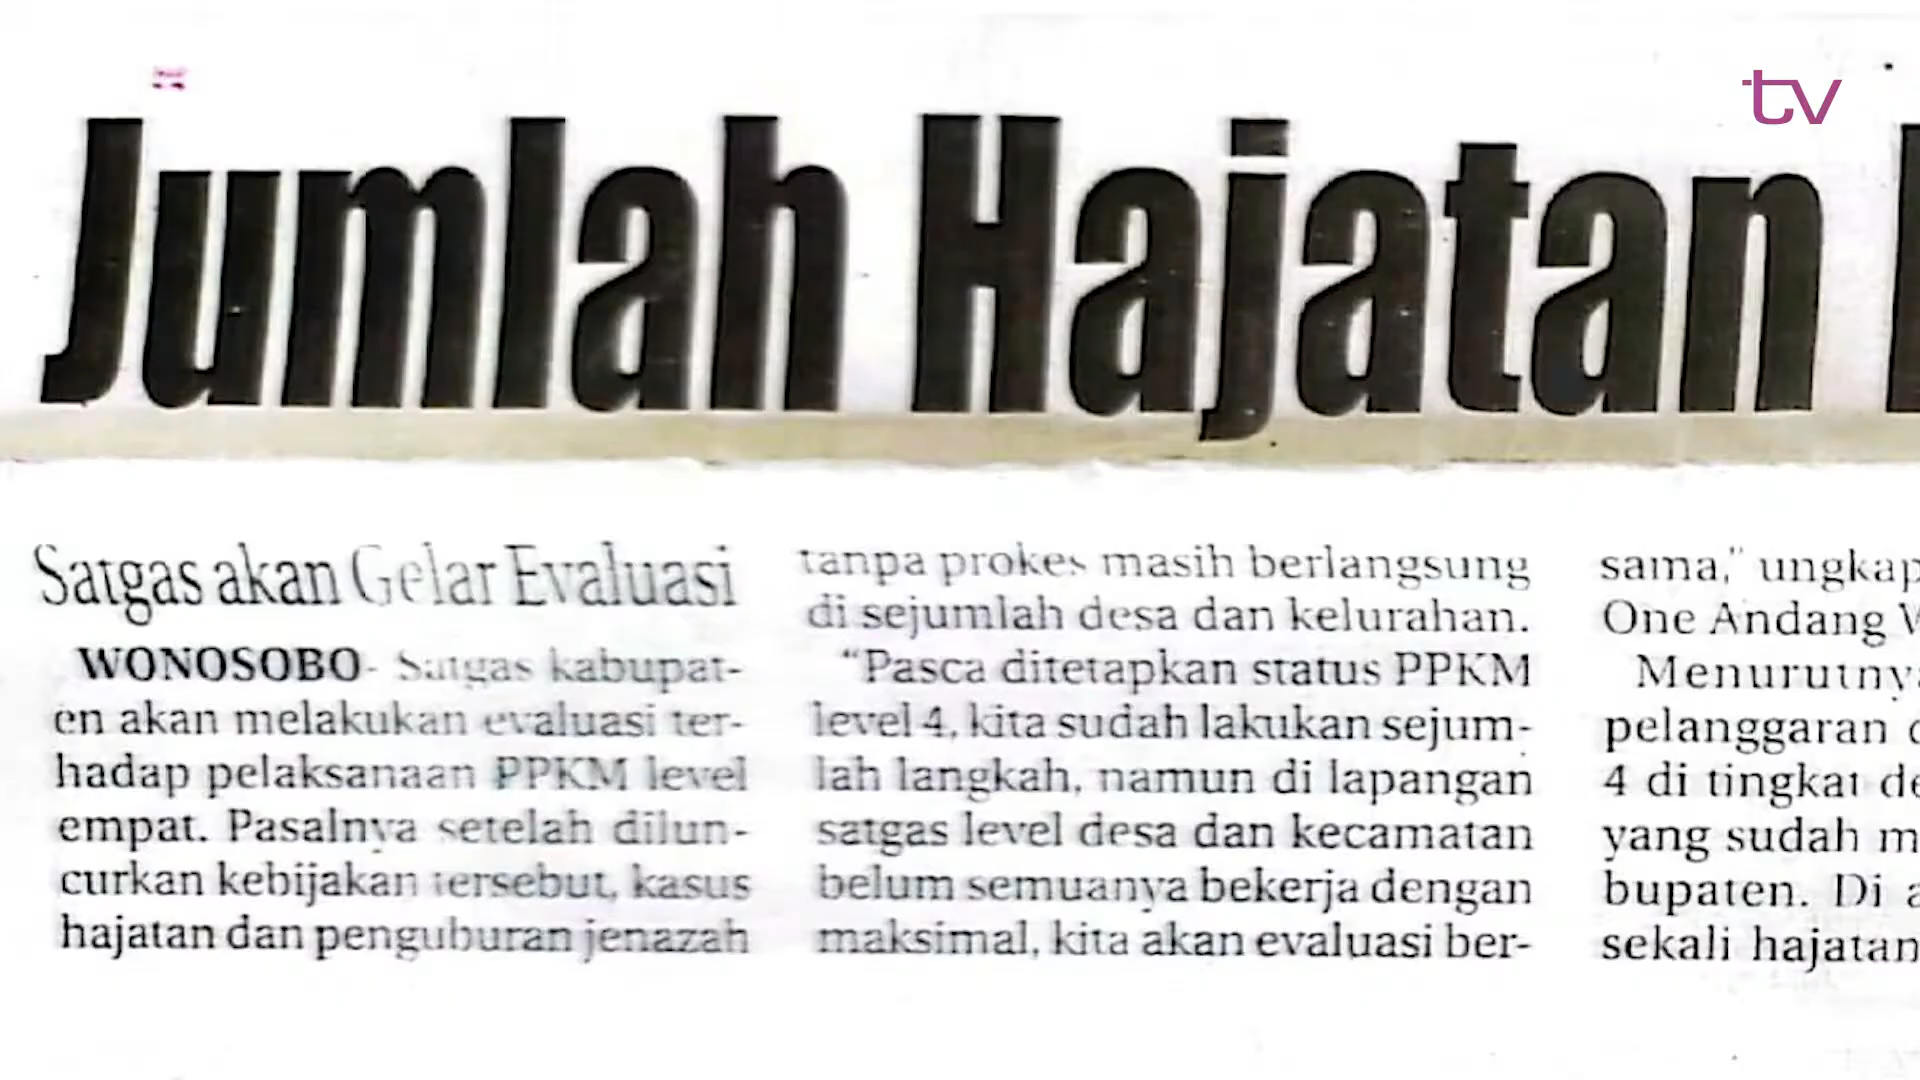 tv
Jumlah Hajatan
Satgas akan Gelar Evaluasi
WONOSOBO- Satgas kabupat-
en akan melakukan evaluasi ter-
hadap pelaksanaan PPKM level
empat. Pasalnya setelah dilun-
curkan kebijakan tersebut, kasus
hajatan dan penguburan jenazah
tanpa prokes masih berlangsung
di sejumlah desa dan kelurahan.
“Pasca ditetapkan status PPKM
level 4, kita sudah lakukan sejum-
lah langkah, namun di lapangan
satgas level desa dan kecamatan
belum semuanya bekerja dengan
maksimal, kita akan evaluasi ber-
sama,” ungkap
One Andang W
Menurutnya
pelanggaran
4 di tingkat de
yang sudah m
bupaten. Di a
sekali hajatan